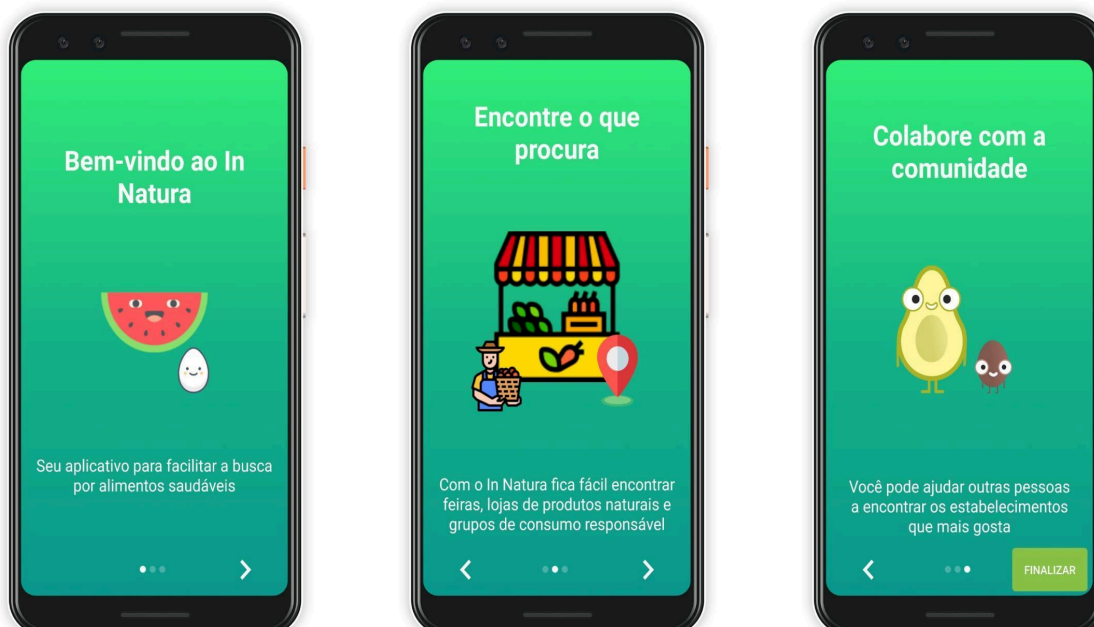 Bem-vindo ao In
Natura
Seu aplicativo para facilitar a busca
por alimentos saudáveis
Encontre o que
procura
Com o In Natura fica fácil encontrar
feiras, lojas de produtos naturais e
grupos de consumo responsável
Colabore com a
comunidade
Você pode ajudar outras pessoas
a encontrar os estabelecimentos
que mais gosta
FINALIZAR